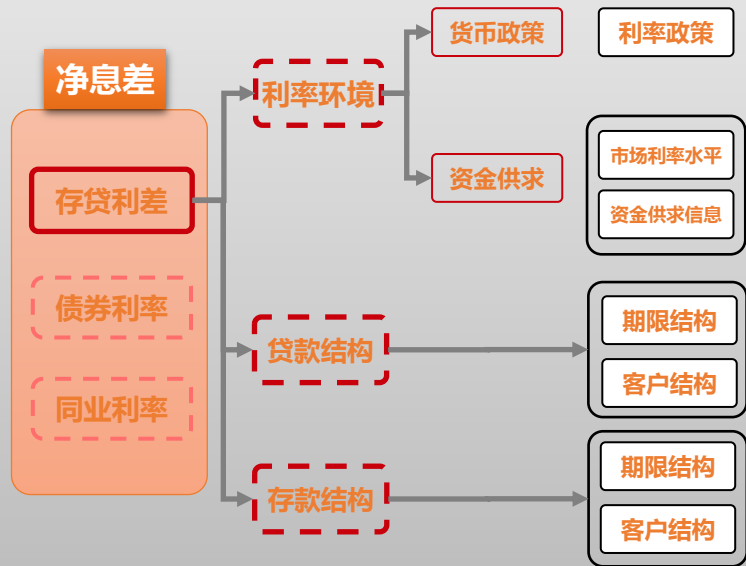 净息差
存贷利差
债券利率
同业利率
利率环境
贷款结构
存款结构
货币政策
资金供求
利率政策
市场利率水平
资金供求信息
期限结构
客户结构
期限结构
客户结构